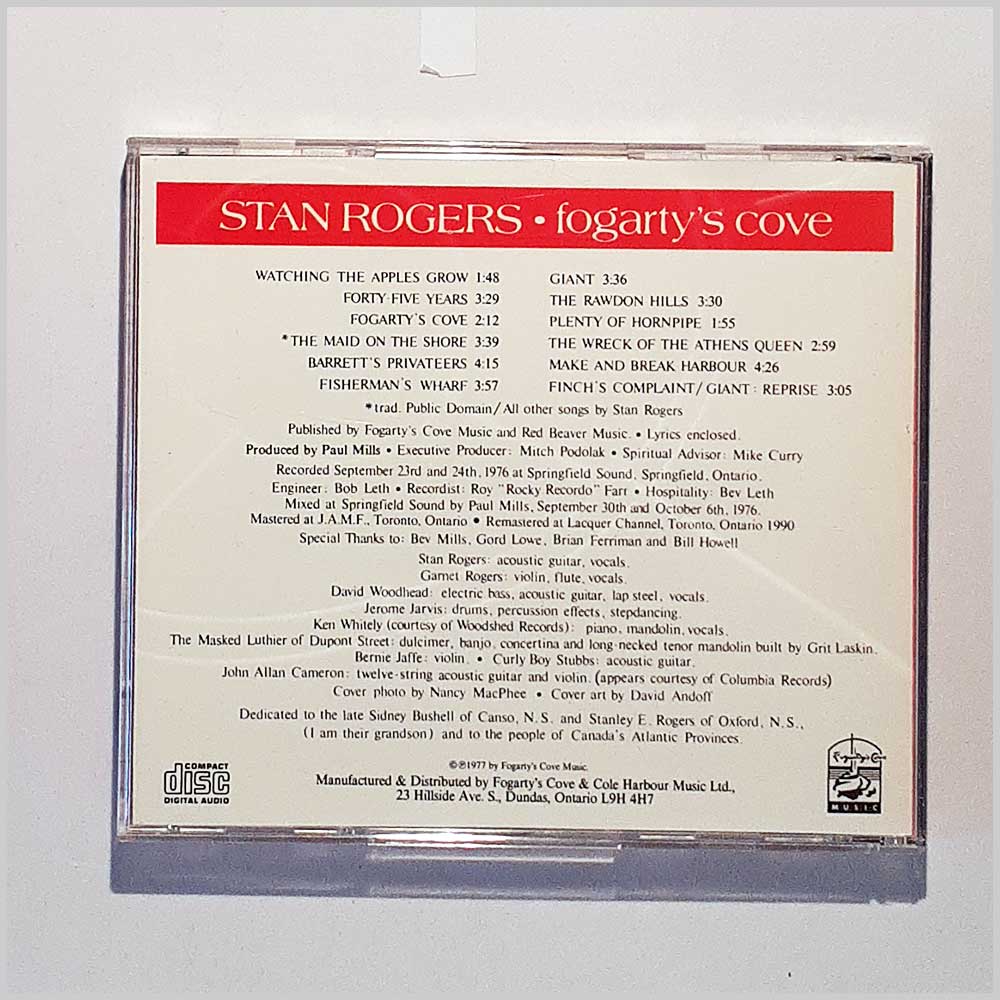 STAN ROGERS • fogarty's cove
WATCHING THE APPLES GROW 1:48
FORTY-FIVE YEARS 3:29
FOGARTY'S COVE 2:12
*THE MAID ON THE SHORE 3:39
BARRETT'S PRIVATEERS 4:15
FISHERMAN'S WHARF 3:57
GIANT 3:36
THE RAWDON HILLS 3:30
PLENTY OF HORNPIPE 1:55
THE WRECK OF THE ATHENS QUEEN 2:59
MAKE AND BREAK HARBOUR 4:26
FINCH'S COMPLAINT/GIANT: REPRISE 3:05
*trad. Public Domain/All other songs by Stan Rogers
Published by Fogarty's Cove Music and Red Beaver Music. • Lyrics enclosed.
Produced by Paul Mills • Executive Producer: Mitch Podolak • Spiritual Advisor: Mike Curry
Recorded September 23rd and 24th, 1976 at Springfield Sound, Springfield, Ontario.
Engineer: Bob Leth • Recordist: Roy "Rocky Recordo" Farr • Hospitality: Bev Leth
Mixed at Springfield Sound by Paul Mills, September 30th and October 6th, 1976.
Mastered at J.A.M.F., Toronto, Ontario • Remastered at Lacquer Channel, Toronto, Ontario 1990
Special Thanks to: Bev Mills, Gord Lowe, Brian Ferriman and Bill Howell
Stan Rogers: acoustic guitar, vocals.
Garnet Rogers: violin, flute, vocals.
David Woodhead: electric bass, acoustic guitar, lap steel, vocals.
Jerome Jarvis: drums, percussion effects, stepdancing.
Ken Whitely (courtesy of Woodshed Records): piano, mandolin, vocals.
The Masked Luthier of Dupont Street: dulcimer, banjo, concertina and long-necked tenor mandolin built by Grit Laskin.
Bernie Jaffe: violin. • Curly Boy Stubbs: acoustic guitar.
John Allan Cameron: twelve-string acoustic guitar and violin. (appears courtesy of Columbia Records)
Cover photo by Nancy MacPhee • Cover art by David Andoff
Dedicated to the late Sidney Bushell of Canso, N.S. and Stanley E. Rogers of Oxford, N.S.,
(I am their grandson) and to the people of Canada's Atlantic Provinces.
©℗1977 by Fogarty's Cove Music.
Manufactured & Distributed by Fogarty's Cove & Cole Harbour Music Ltd.,
23 Hillside Ave. S., Dundas, Ontario L9H 4H7
COMPACT
disc
DIGITAL AUDIO
Fogarty's Cove
MUSIC